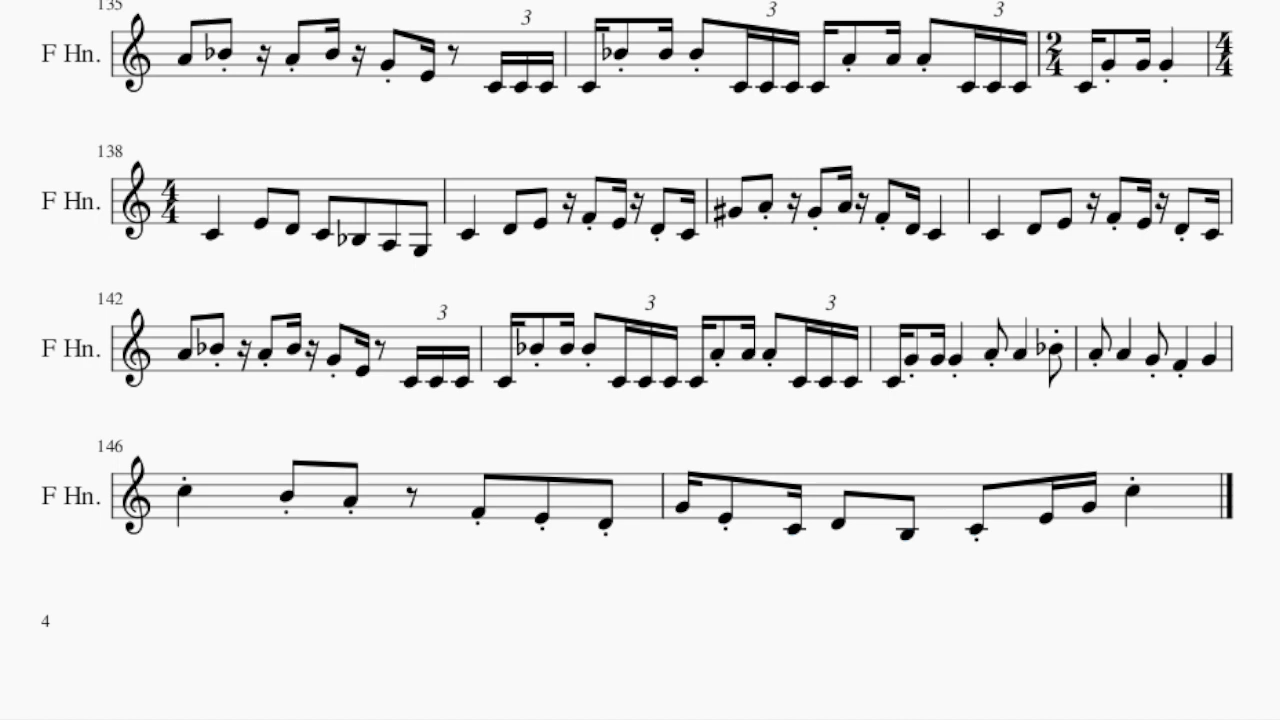 135
3 3 3
F Hn. 2 4 4 4
138
F Hn. 4 4
142
3 3 3
F Hn.
146
F Hn.
4